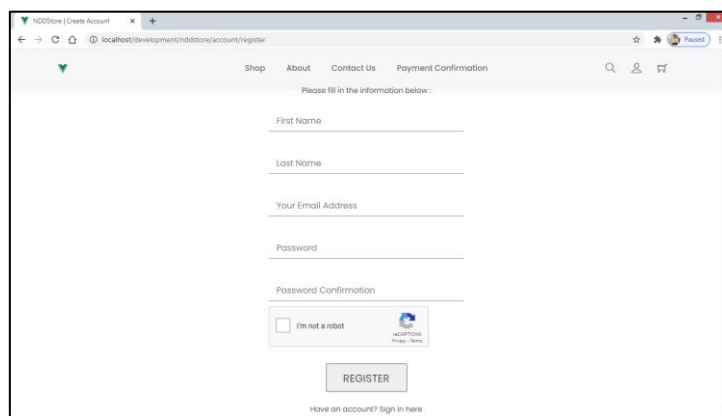 NDDStore | Create Account
localhost/development/nddstore/account/register
Paused
Shop About Contact Us Payment Confirmation
Please fill in the information below :
First Name
Last Name
Your Email Address
Password
Password Confirmation
I'm not a robot
reCAPTCHA
Privacy - Terms
REGISTER
Have an account? Sign in here